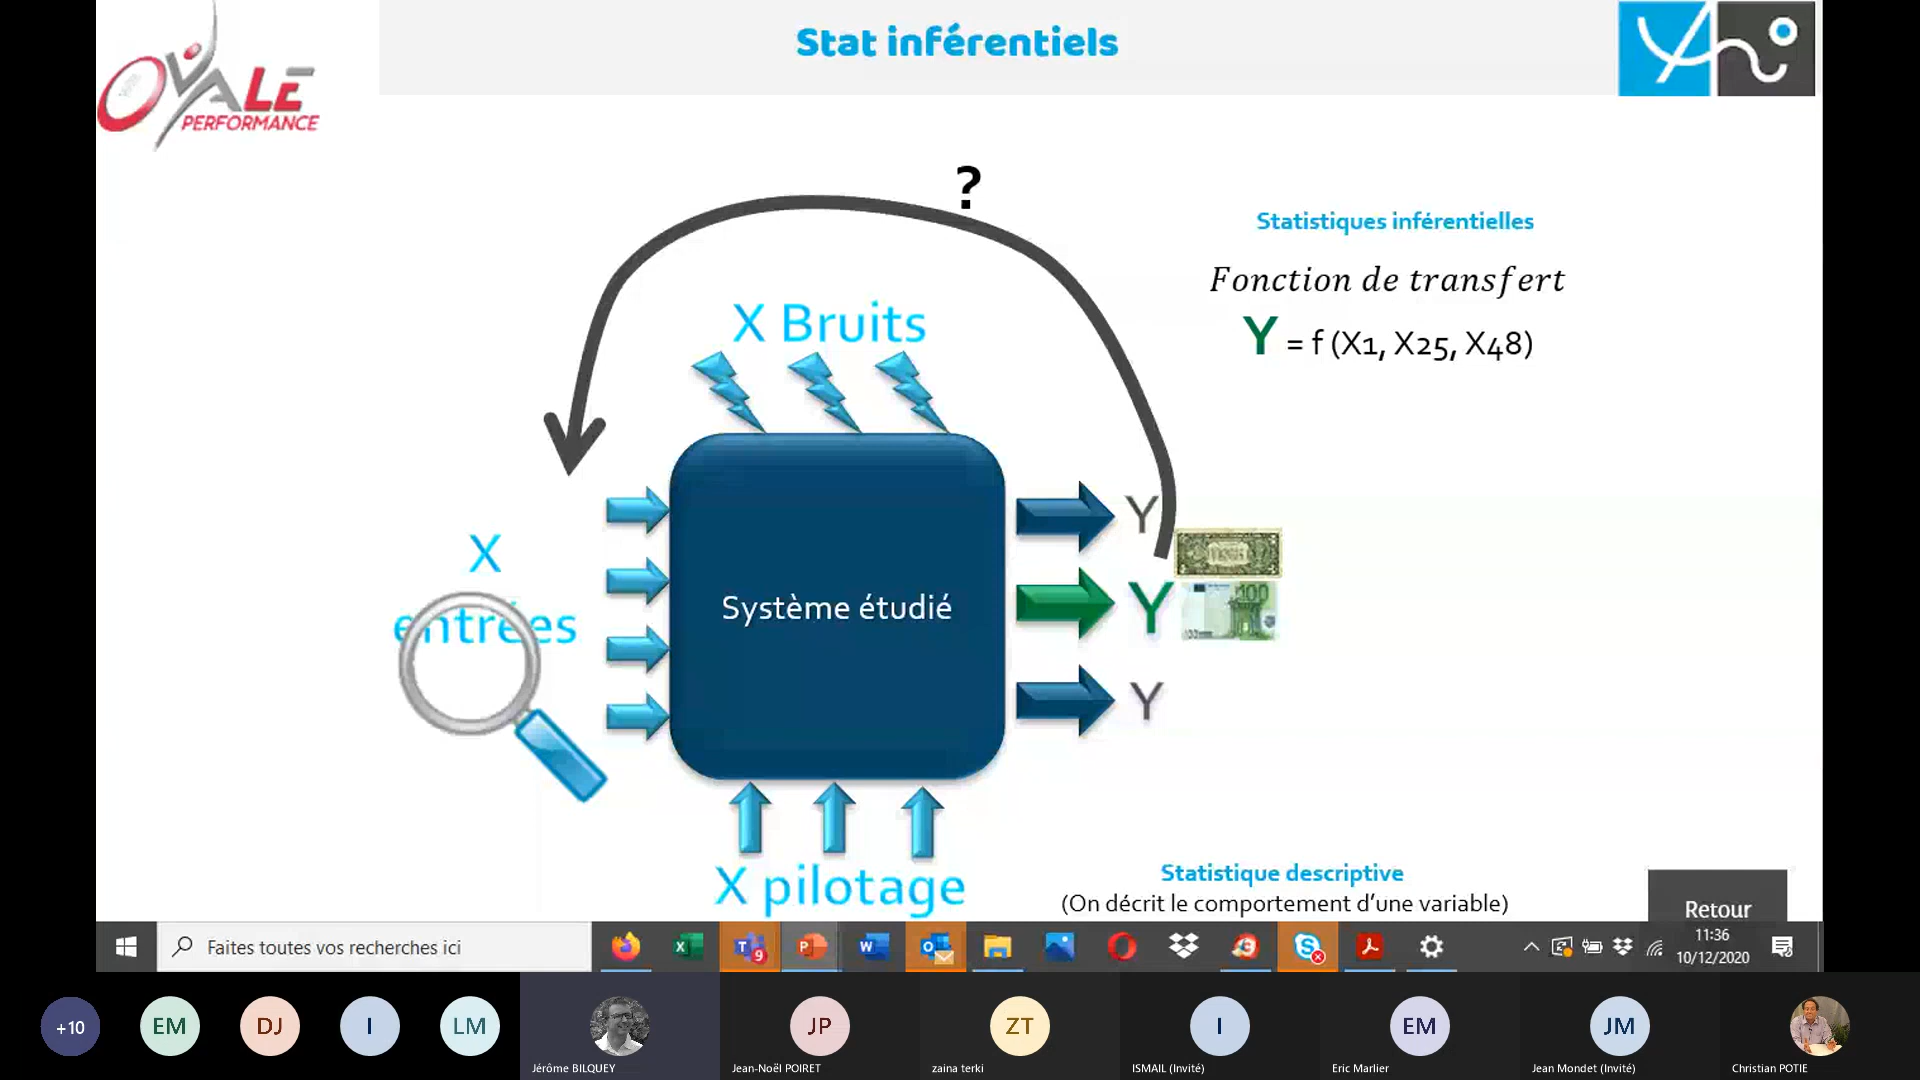 Stat inférentiels
OVALE
PERFORMANCE
?
Statistiques inférentielles
Fonction de transfert
Y = f (X1, X25, X48)
X Bruits
X
entrées
Système étudié
Y
Y
Y
100
X pilotage
Statistique descriptive
(On décrit le comportement d’une variable)
Retour
Faites toutes vos recherches ici
9
11:36
10/12/2020
+10
EM
DJ
I
LM
JP
ZT
I
EM
JM
Jérôme BILQUEY
Jean-Noël POIRET
zaina terki
ISMAIL (Invité)
Eric Marlier
Jean Mondet (Invité)
Christian POTIE